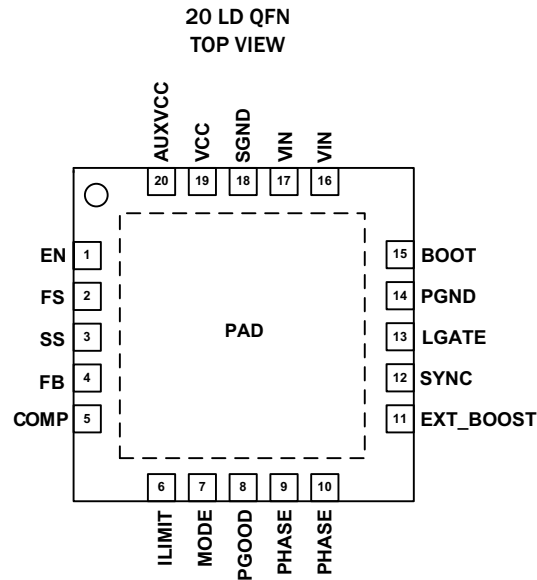 20 LD QFN
TOP VIEW
AUXVCC
VCC
SGND
VIN
VIN
20
19
18
17
16
EN 1
FS 2
SS 3
FB 4
COMP 5
PAD
15 BOOT
14 PGND
13 LGATE
12 SYNC
11 EXT_BOOST
6
7
8
9
10
ILIMIT
MODE
PGOOD
PHASE
PHASE